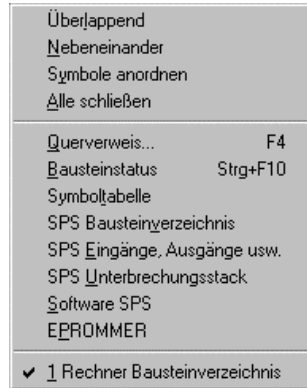 Überlappend
Nebeneinander
Symbole anordnen
Alle schließen
Querverweis... F4
Bausteinstatus Strg+F10
Symboltabelle
SPS Bausteinverzeichnis
SPS Eingänge, Ausgänge usw.
SPS Unterbrechungsstack
Software SPS
EPROMMER
✔ 1 Rechner Bausteinverzeichnis